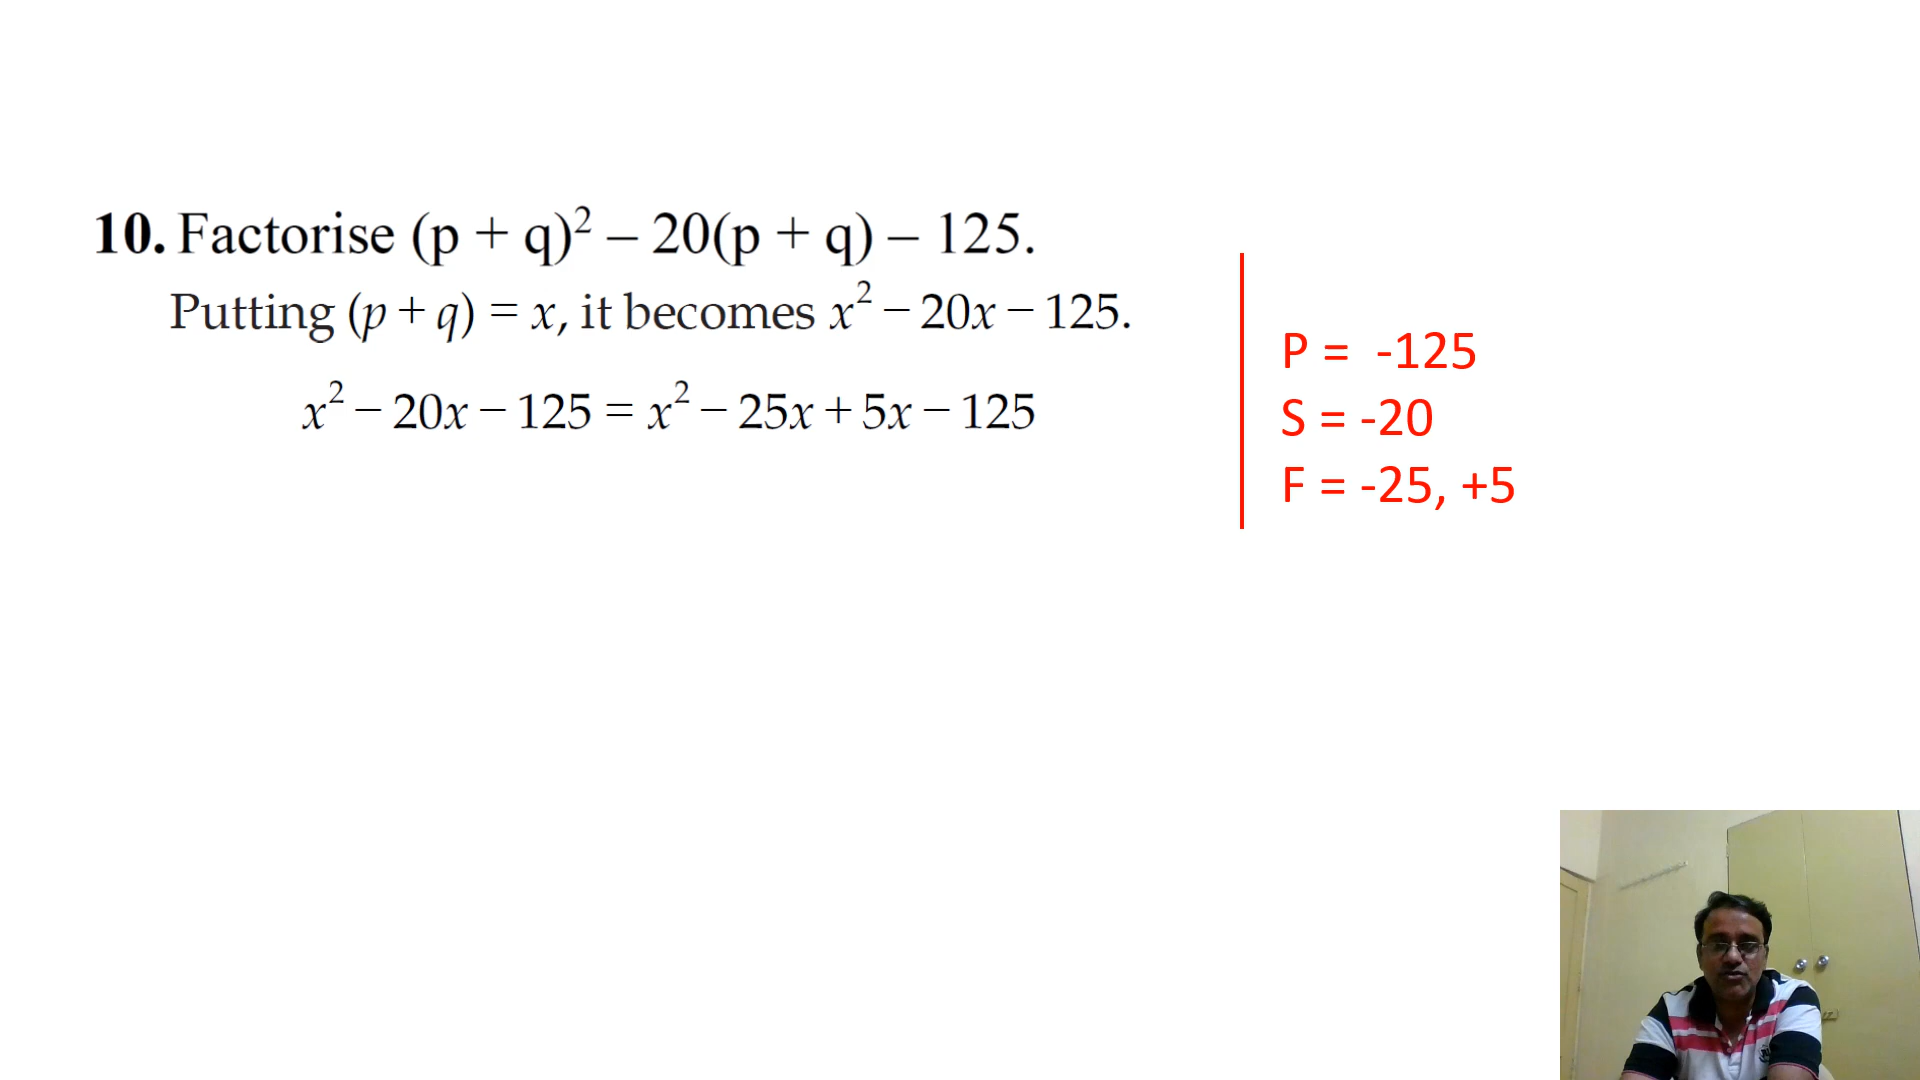 10. Factorise (p + q)² – 20(p + q) – 125.
Putting (p + q) = x, it becomes x² − 20x − 125.
x² − 20x − 125 = x² − 25x + 5x − 125
P = -125
S = -20
F = -25, +5